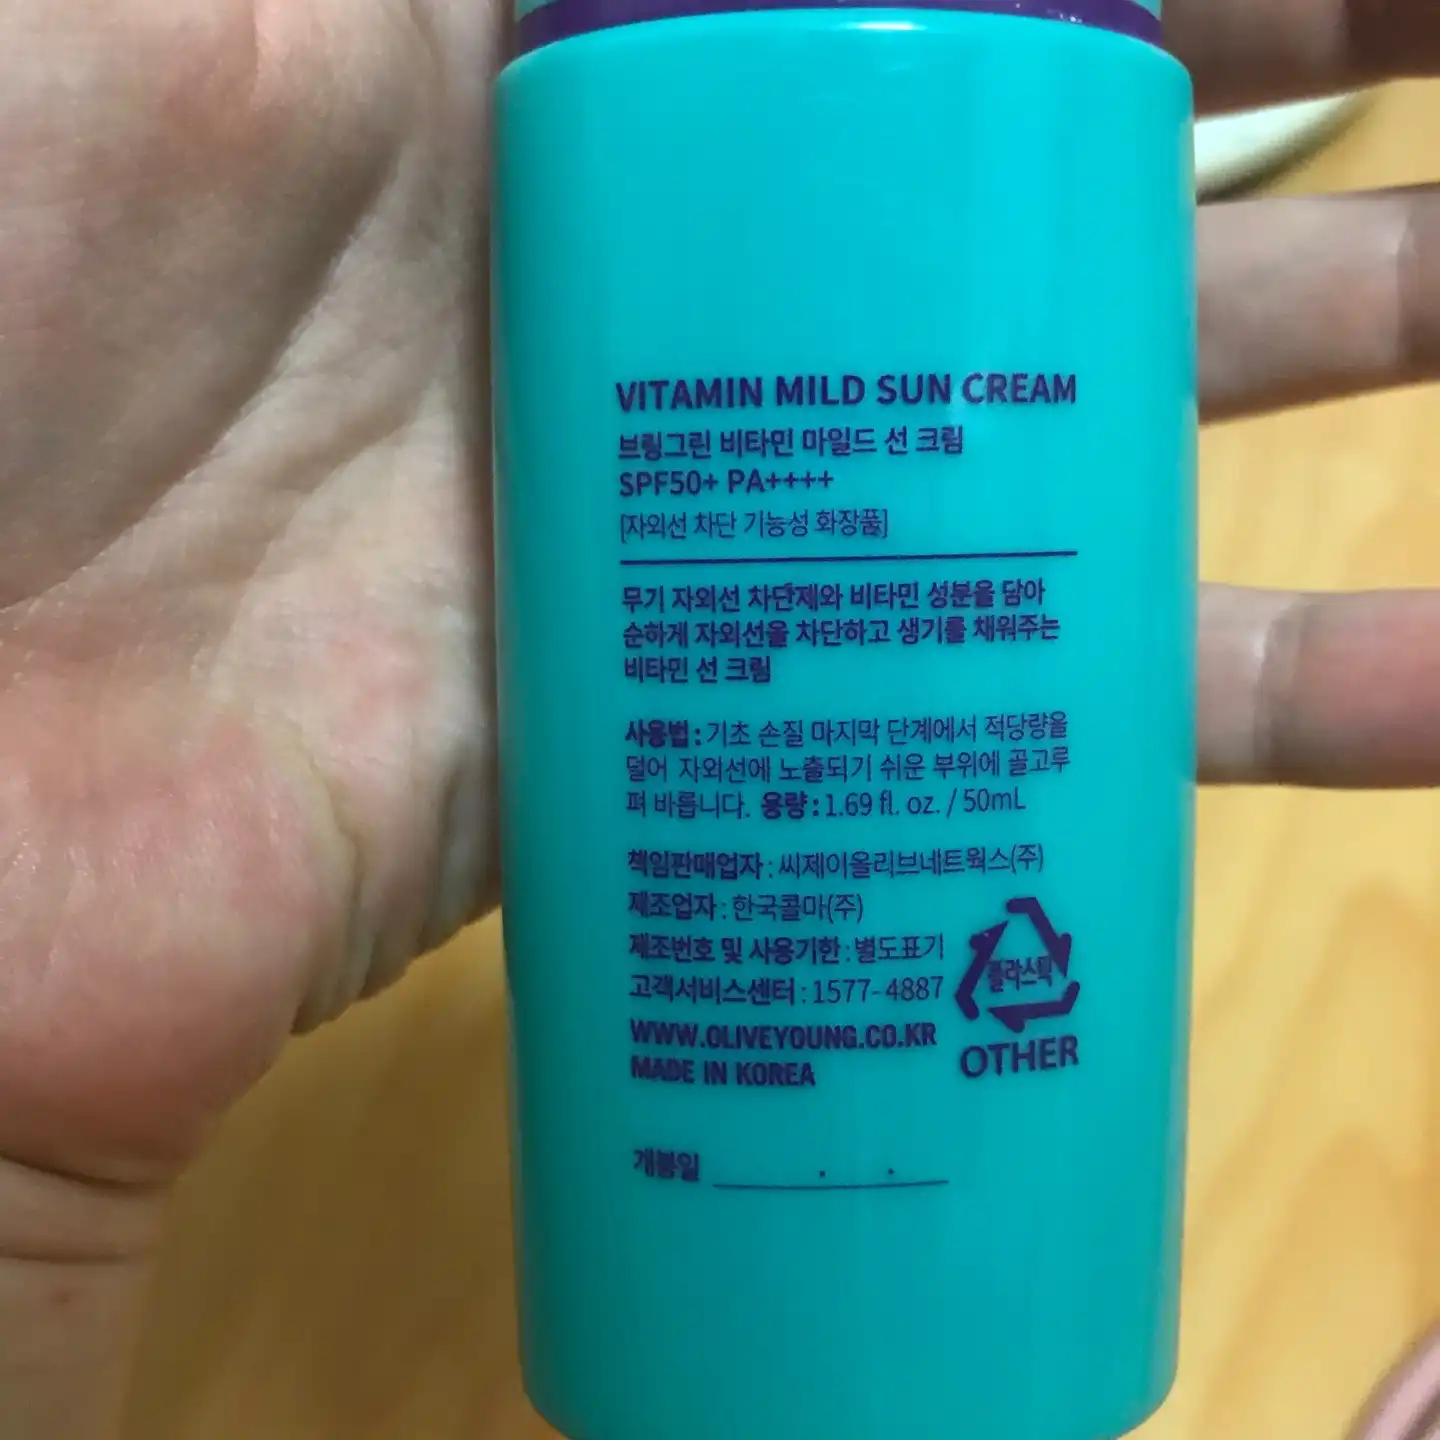 VITAMIN MILD SUN CREAM
브링그린 비타민 마일드 선 크림
SPF50+ PA++++
[자외선 차단 기능성 화장품]
무기 자외선 차단제와 비타민 성분을 담아
순하게 자외선을 차단하고 생기를 채워주는
비타민 선 크림
사용법 : 기초 손질 마지막 단계에서 적당량을
덜어 자외선에 노출되기 쉬운 부위에 골고루
펴 바릅니다. 용량 : 1.69 fl. oz. / 50mL
책임판매업자 : 씨제이올리브네트웍스(주)
제조업자 : 한국콜마(주)
제조번호 및 사용기한 : 별도표기
고객서비스센터 : 1577-4887
WWW.OLIVEYOUNG.CO.KR
MADE IN KOREA
플라스틱
OTHER
개봉일 . .